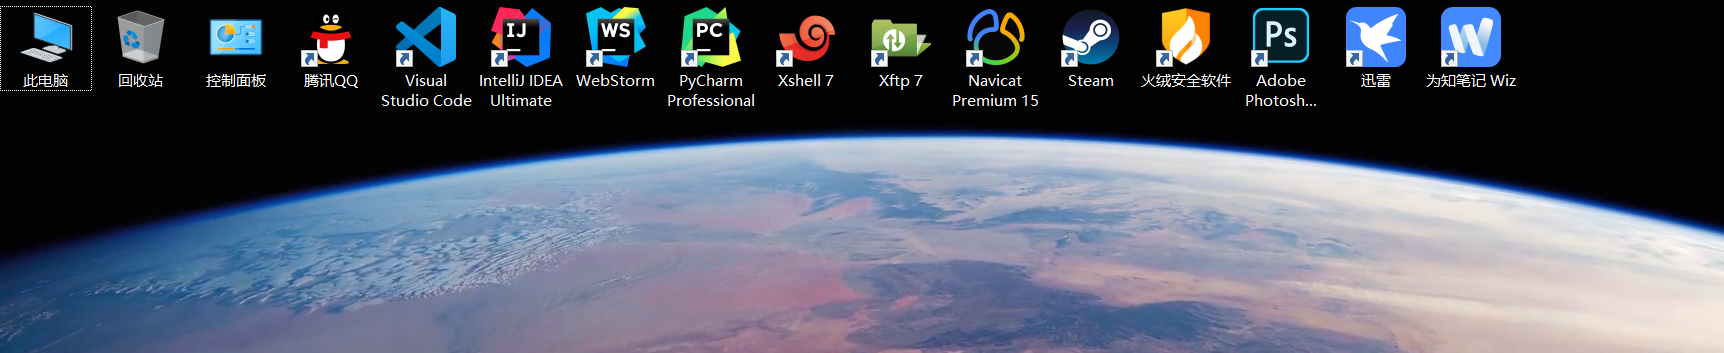 此电脑
回收站
控制面板
腾讯QQ
Visual
Studio Code
IJ
IntelliJ IDEA
Ultimate
WS
WebStorm
PC
PyCharm
Professional
Xshell 7
Xftp 7
Navicat
Premium 15
Steam
火绒安全软件
Ps
Adobe
Photosh...
迅雷
为知笔记 Wiz